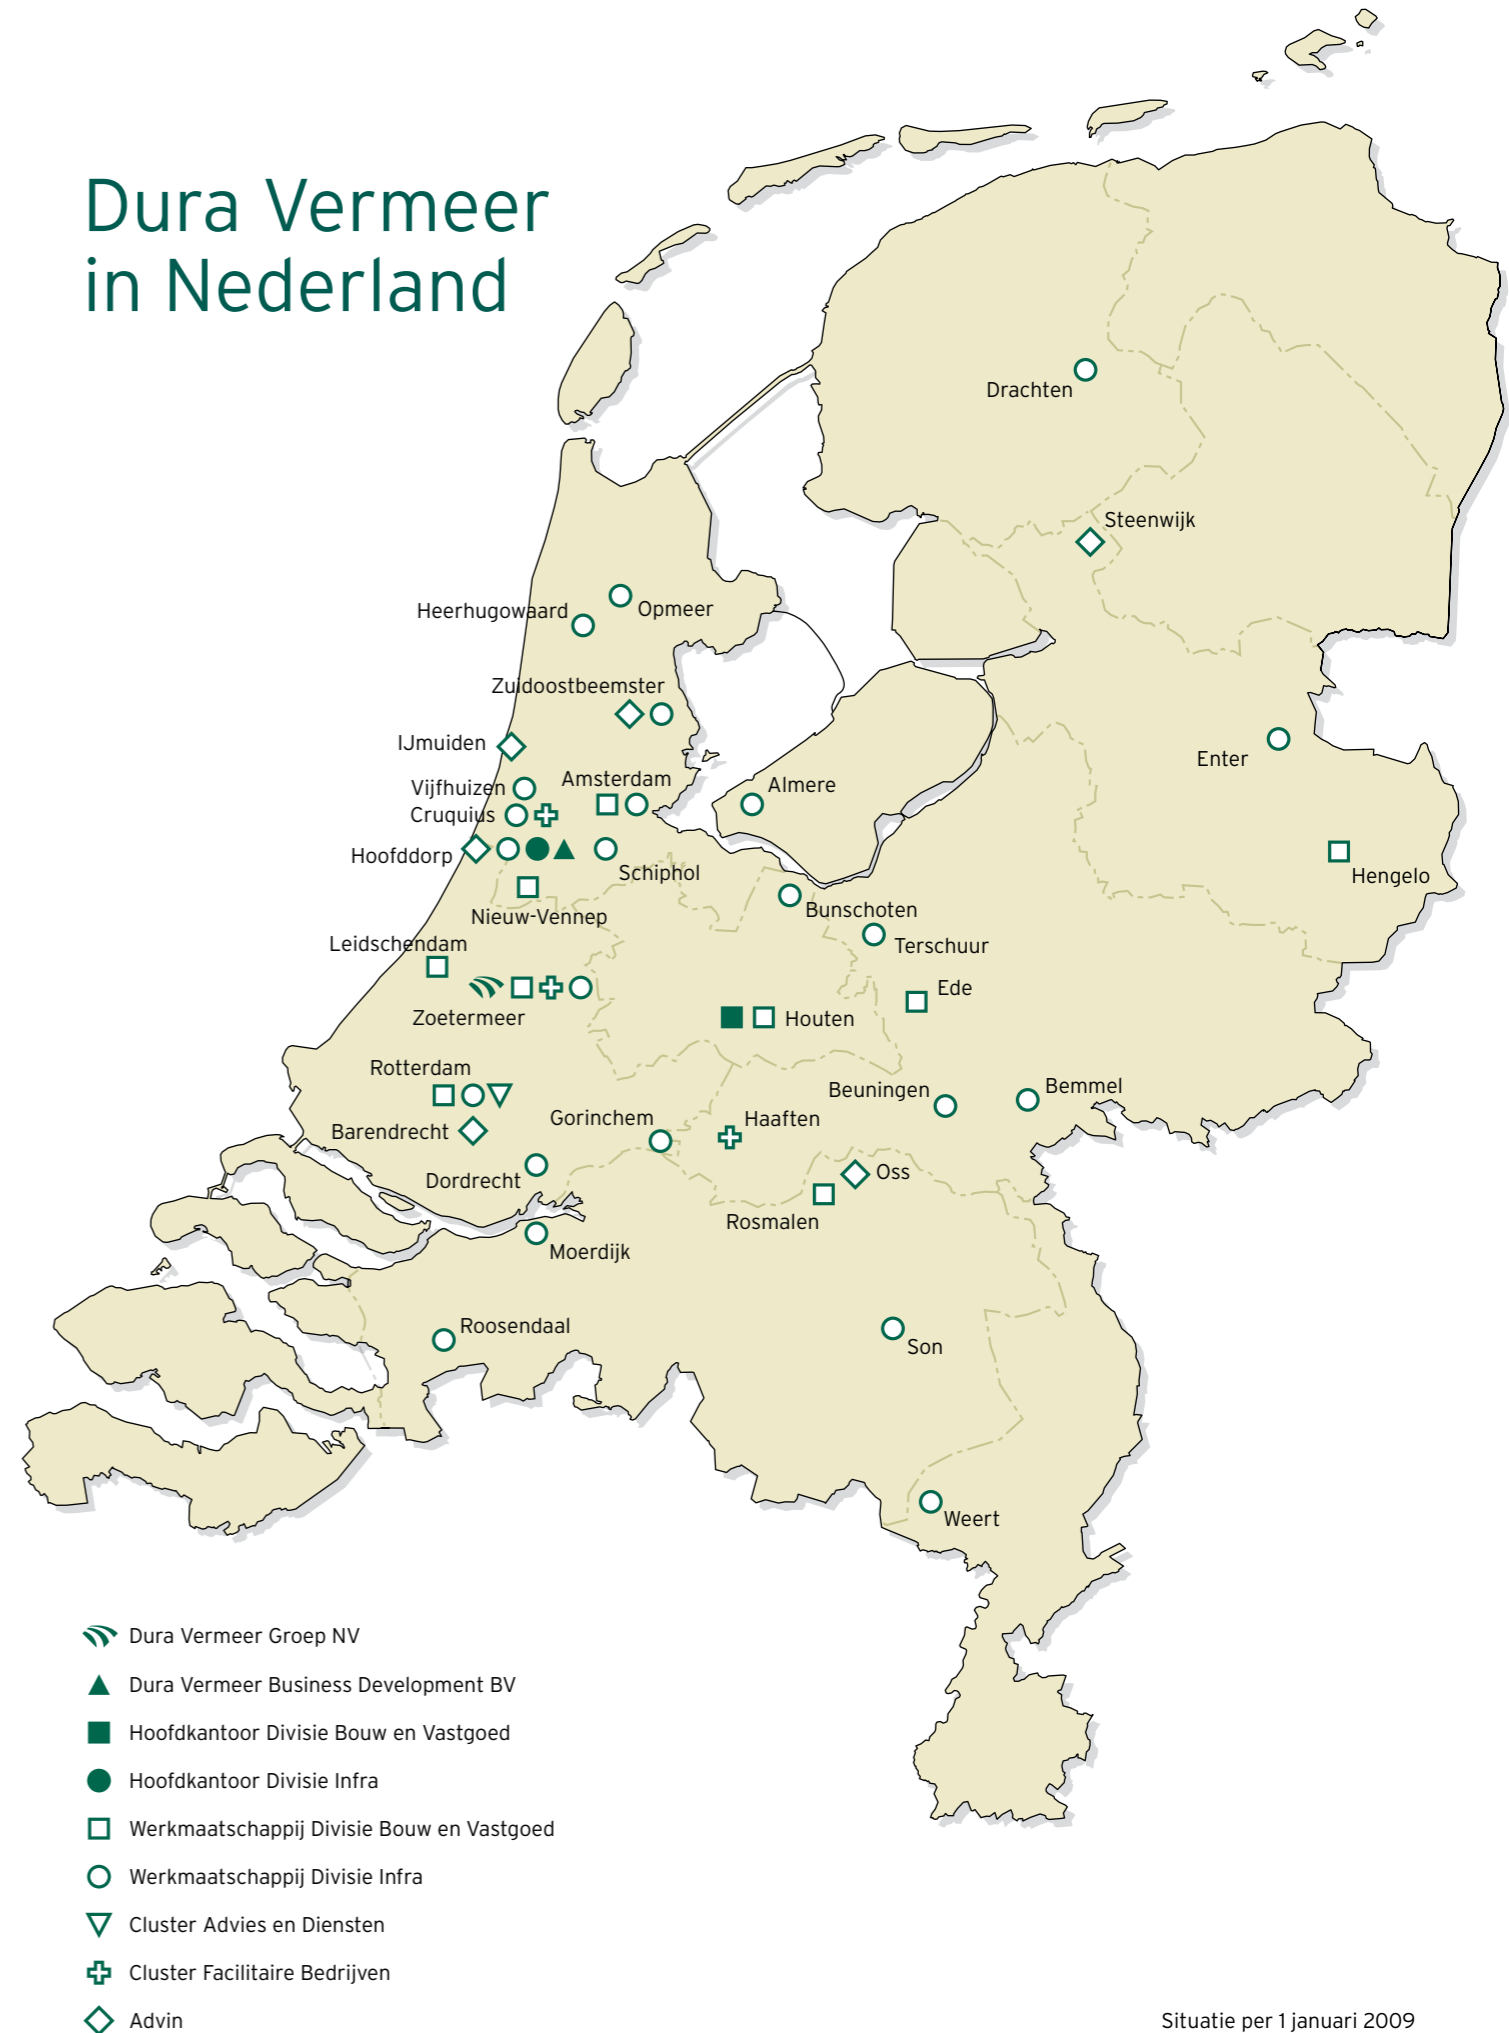 Dura Vermeer
in Nederland
Drachten
Steenwijk
Opmeer
Heerhugowaard
Zuidoostbeemster
IJmuiden
Enter
Vijfhuizen
Amsterdam
Almere
Cruquius
Hoofddorp
Schiphol
Hengelo
Nieuw-Vennep
Bunschoten
Leidschendam
Terschuur
Ede
Zoetermeer
Houten
Rotterdam
Beuningen
Bemmel
Gorinchem
Haaften
Barendrecht
Dordrecht
Oss
Rosmalen
Moerdijk
Roosendaal
Son
Weert
Dura Vermeer Groep NV
Dura Vermeer Business Development BV
Hoofdkantoor Divisie Bouw en Vastgoed
Hoofdkantoor Divisie Infra
Werkmaatschappij Divisie Bouw en Vastgoed
Werkmaatschappij Divisie Infra
Cluster Advies en Diensten
Cluster Facilitaire Bedrijven
Advin
Situatie per 1 januari 2009